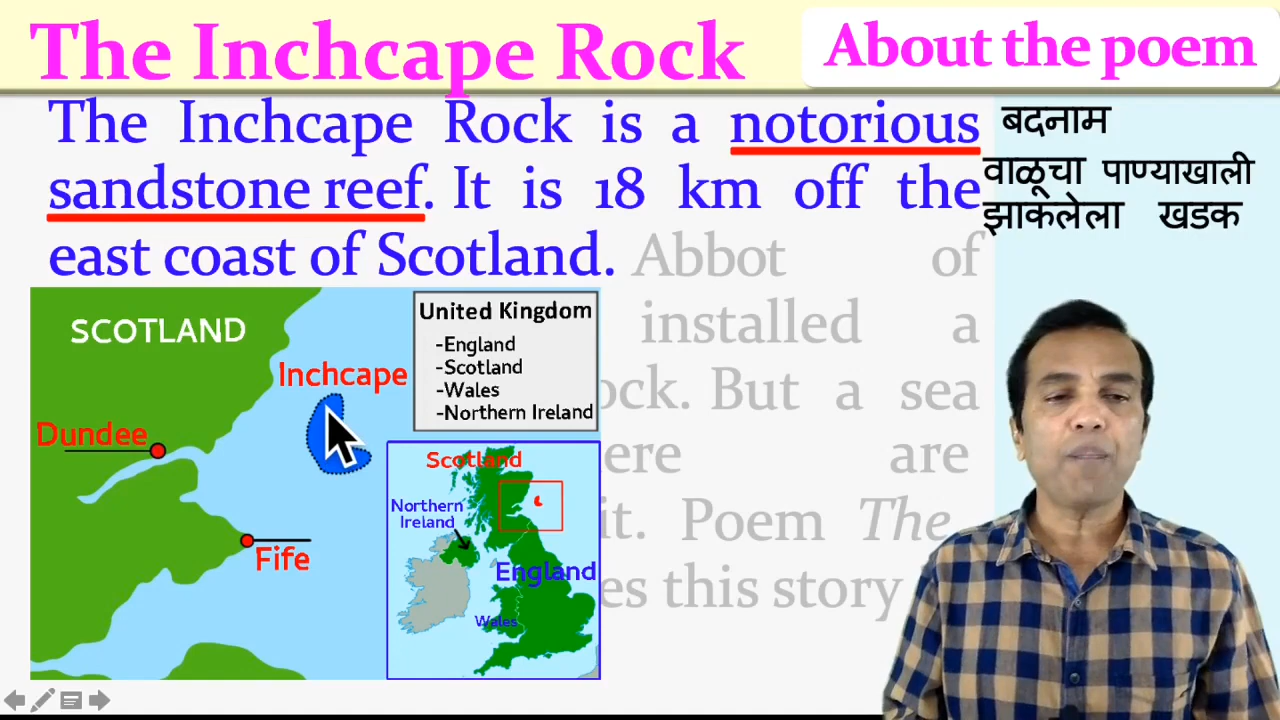 The Inchcape Rock
About the poem
The Inchcape Rock is a notorious
sandstone reef. It is 18 km off the
east coast of Scotland. Abbot of
installed a
ock. But a sea
ere are
it. Poem The
es this story
बदनाम
वाळूचा पाण्याखाली
झाकलेला खडक
SCOTLAND
Inchcape
Dundee
Fife
United Kingdom
-England
-Scotland
-Wales
-Northern Ireland
Scotland
Northern
Ireland
England
Wales